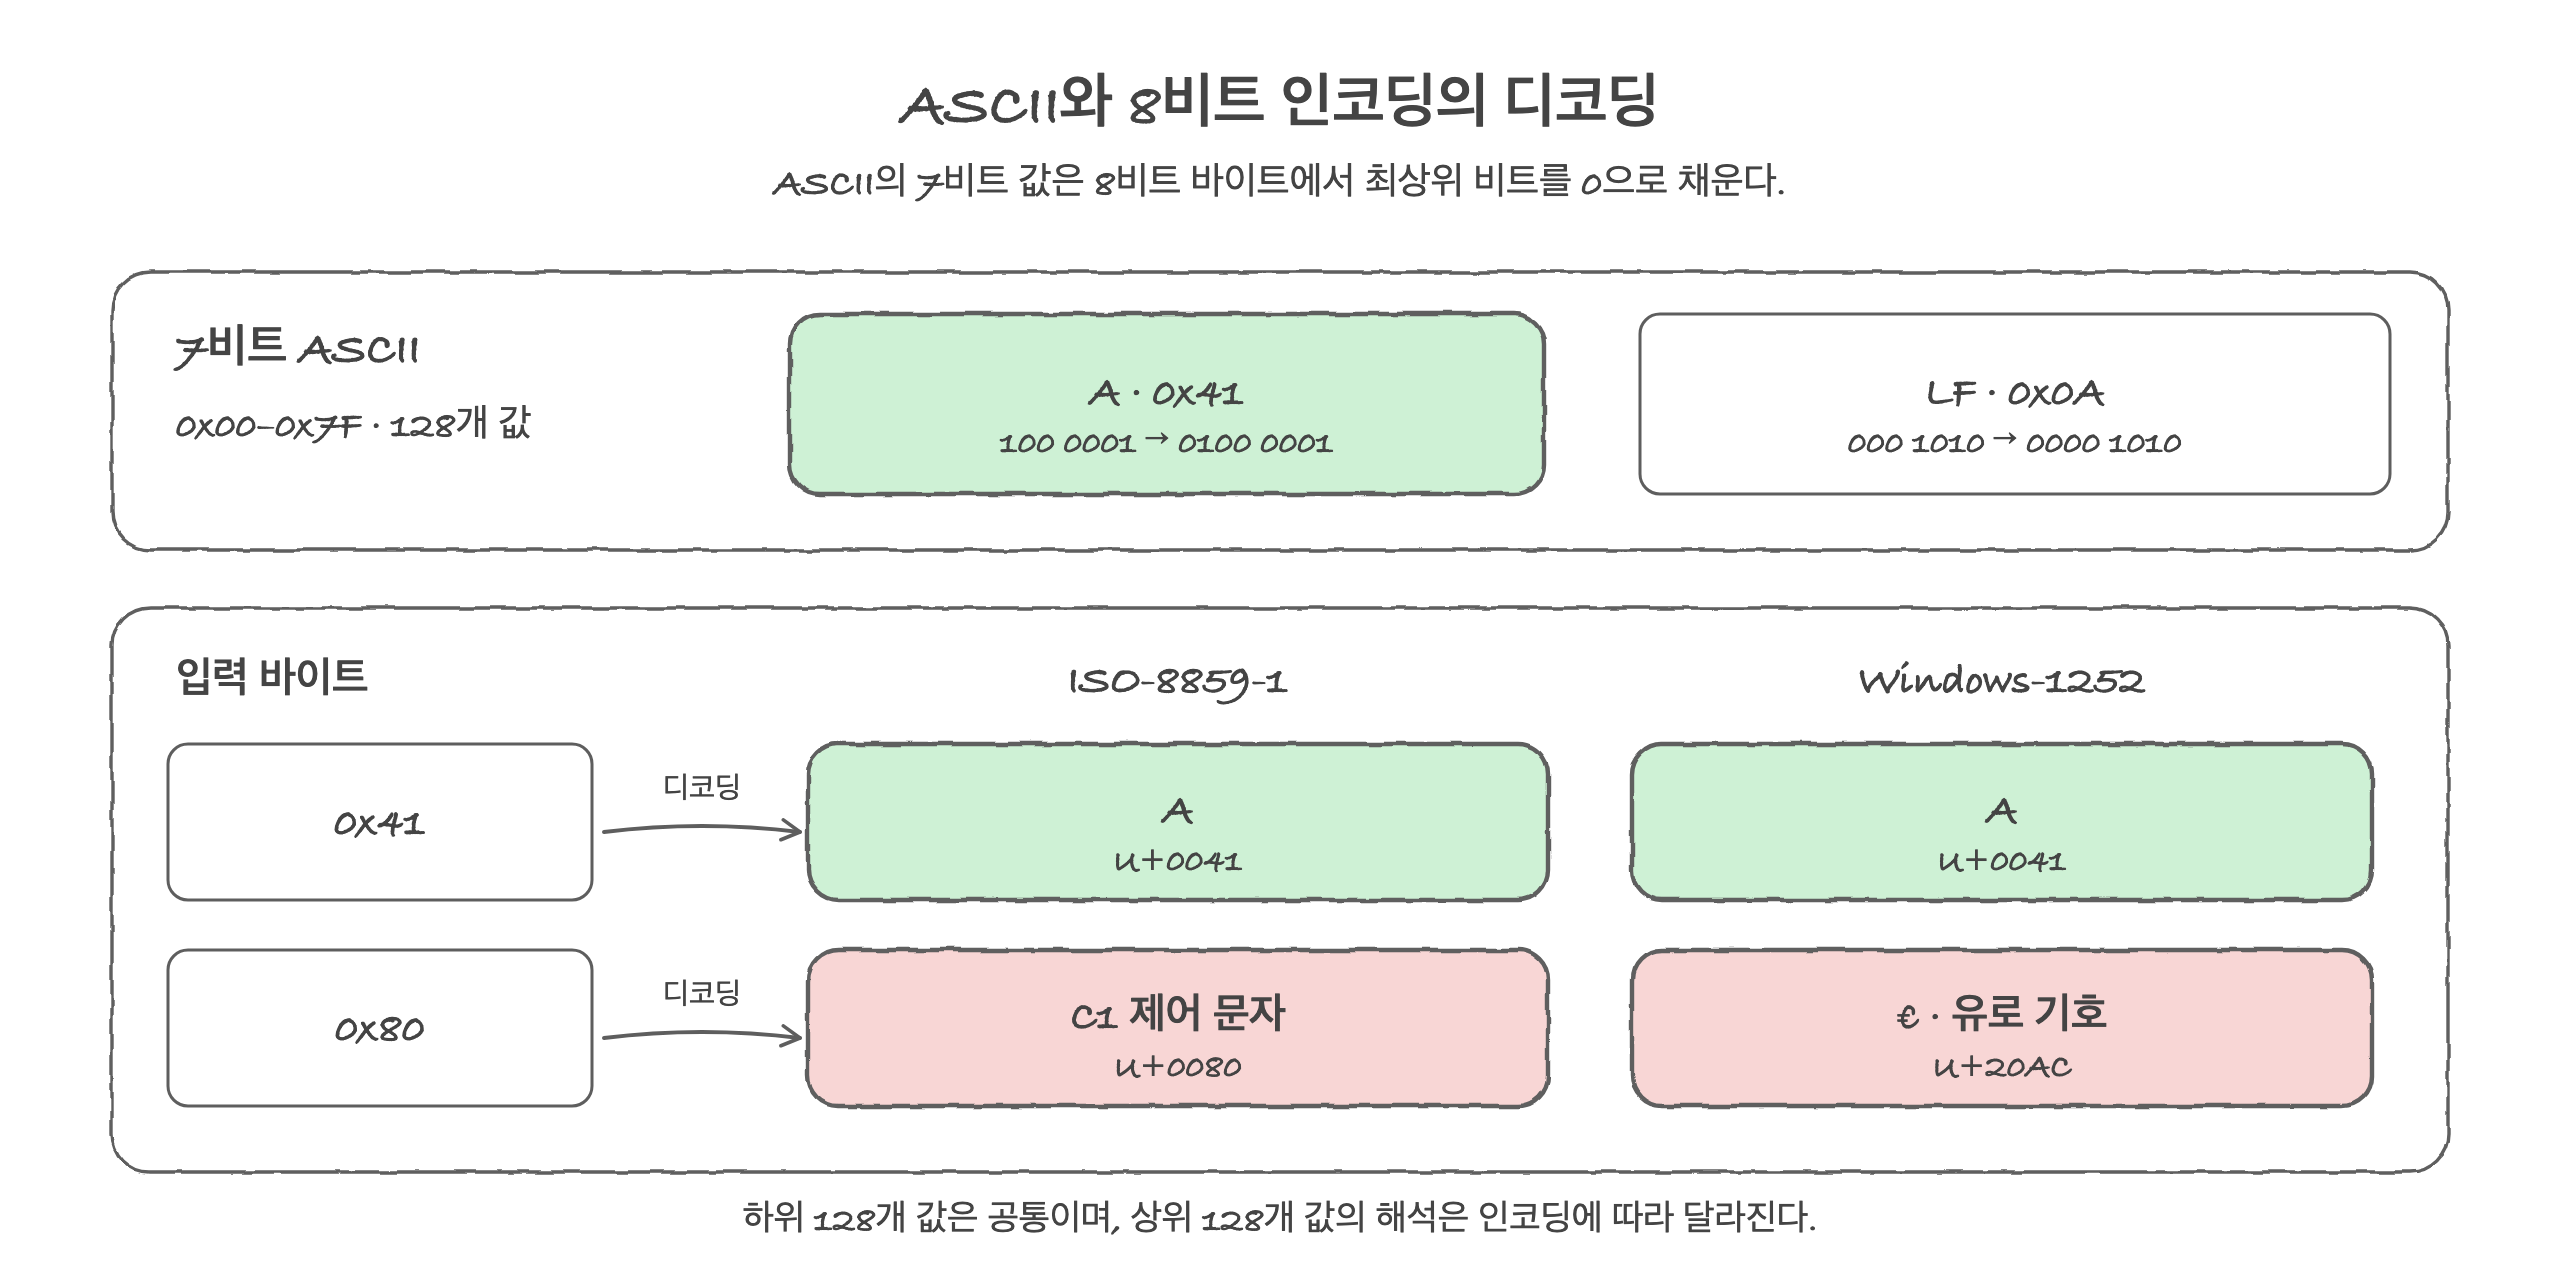 ASCII와 8비트 인코딩의 디코딩
ASCII의 7비트 값은 8비트 바이트에서 최상위 비트를 0으로 채운다.
7비트 ASCII
0x00-0x7F · 128개 값
A · 0x41
100 0001 → 0100 0001
LF · 0x0A
000 1010 → 0000 1010
입력 바이트
ISO-8859-1
Windows-1252
0x41
디코딩
A
U+0041
A
U+0041
0x80
디코딩
C1 제어 문자
U+0080
€ · 유로 기호
U+20AC
하위 128개 값은 공통이며, 상위 128개 값의 해석은 인코딩에 따라 달라진다.